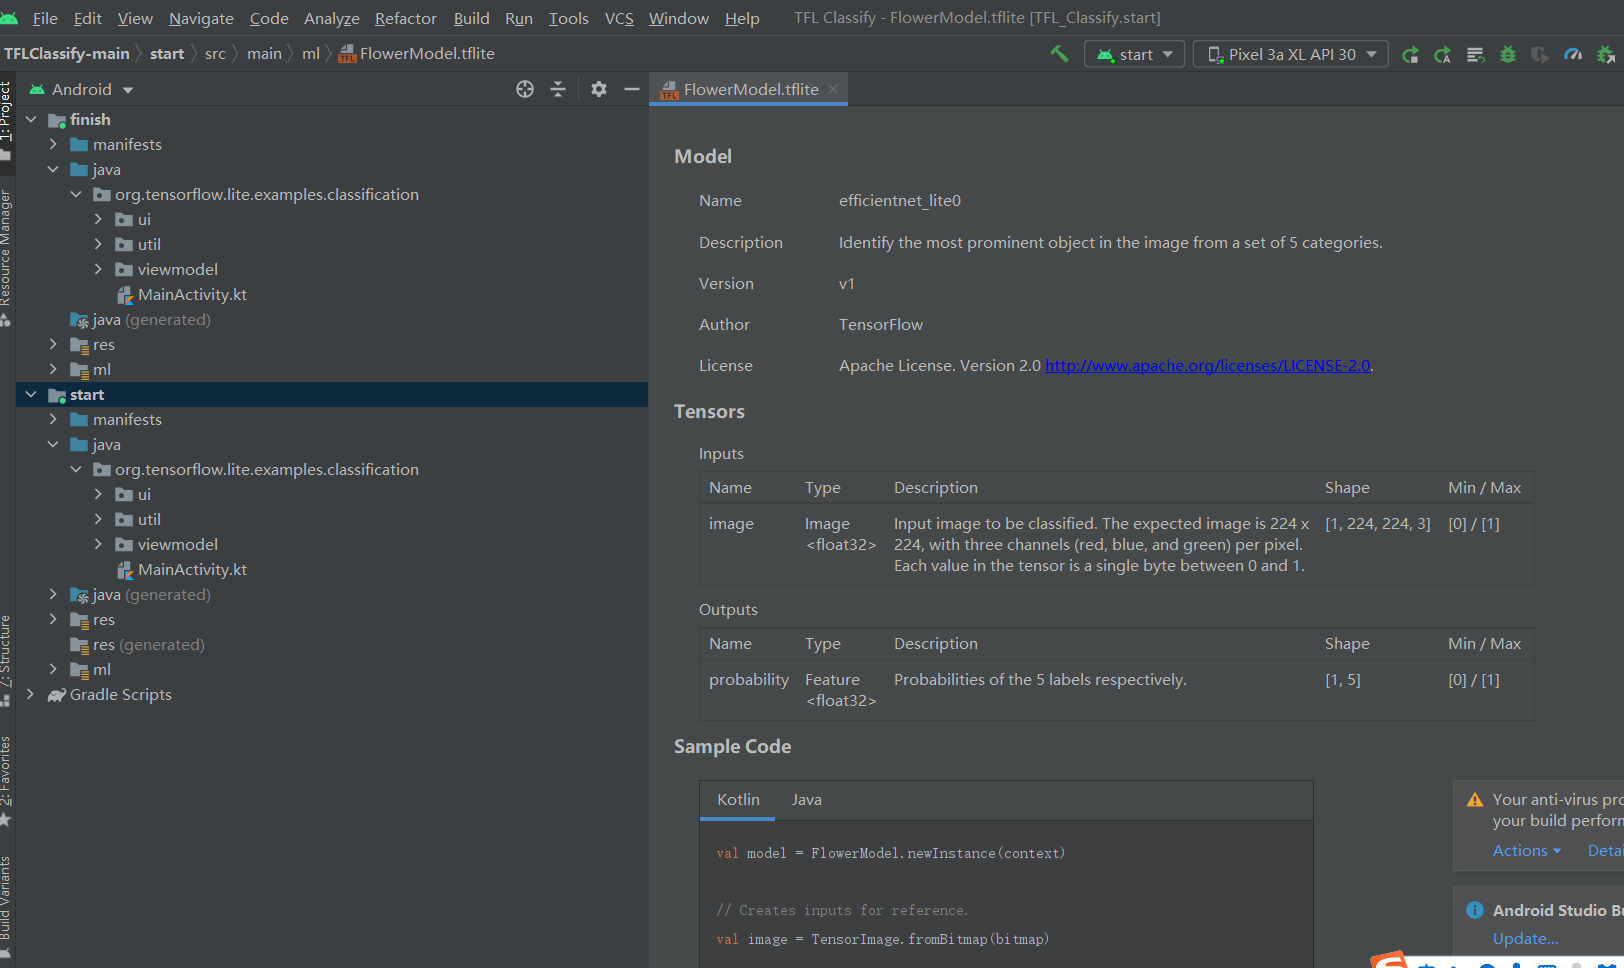 File Edit View Navigate Code Analyze Refactor Build Run Tools VCS Window Help TFL Classify - FlowerModel.tflite [TFL_Classify.start]
TFLClassify-main start src main ml FlowerModel.tflite start Pixel 3a XL API 30
1: Project
Resource Manager
7: Structure
2: Favorites
Build Variants
Android
finish
manifests
java
org.tensorflow.lite.examples.classification
ui
util
viewmodel
MainActivity.kt
java (generated)
res
ml
start
manifests
java
org.tensorflow.lite.examples.classification
ui
util
viewmodel
MainActivity.kt
java (generated)
res
res (generated)
ml
Gradle Scripts
FlowerModel.tflite
Model
Name efficientnet_lite0
Description Identify the most prominent object in the image from a set of 5 categories.
Version v1
Author TensorFlow
License Apache License. Version 2.0 http://www.apache.org/licenses/LICENSE-2.0.
Tensors
Inputs
Name Type Description Shape Min / Max
image Image Input image to be classified. The expected image is 224 x [1, 224, 224, 3] [0] / [1]
<float32> 224, with three channels (red, blue, and green) per pixel.
Each value in the tensor is a single byte between 0 and 1.
Outputs
Name Type Description Shape Min / Max
probability Feature Probabilities of the 5 labels respectively. [1, 5] [0] / [1]
<float32>
Sample Code
Kotlin Java
val model = FlowerModel.newInstance(context)
// Creates inputs for reference.
val image = TensorImage.fromBitmap(bitmap)
Your anti-virus pro
your build perforn
Actions Detai
Android Studio Bu
Update...